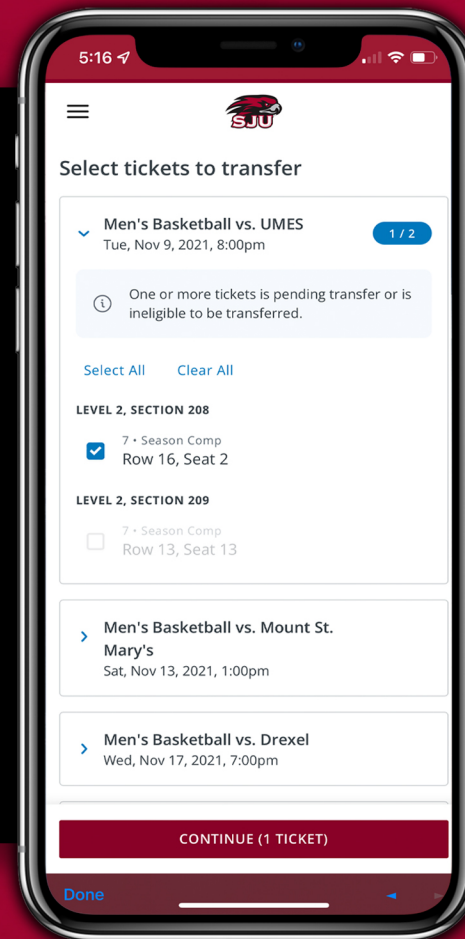 5:16
SJU
Select tickets to transfer
Men's Basketball vs. UMES
1 / 2
Tue, Nov 9, 2021, 8:00pm
One or more tickets is pending transfer or is
ineligible to be transferred.
Select All Clear All
LEVEL 2, SECTION 208
7 • Season Comp
Row 16, Seat 2
LEVEL 2, SECTION 209
7 • Season Comp
Row 13, Seat 13
Men's Basketball vs. Mount St.
Mary's
Sat, Nov 13, 2021, 1:00pm
Men's Basketball vs. Drexel
Wed, Nov 17, 2021, 7:00pm
CONTINUE (1 TICKET)
Done